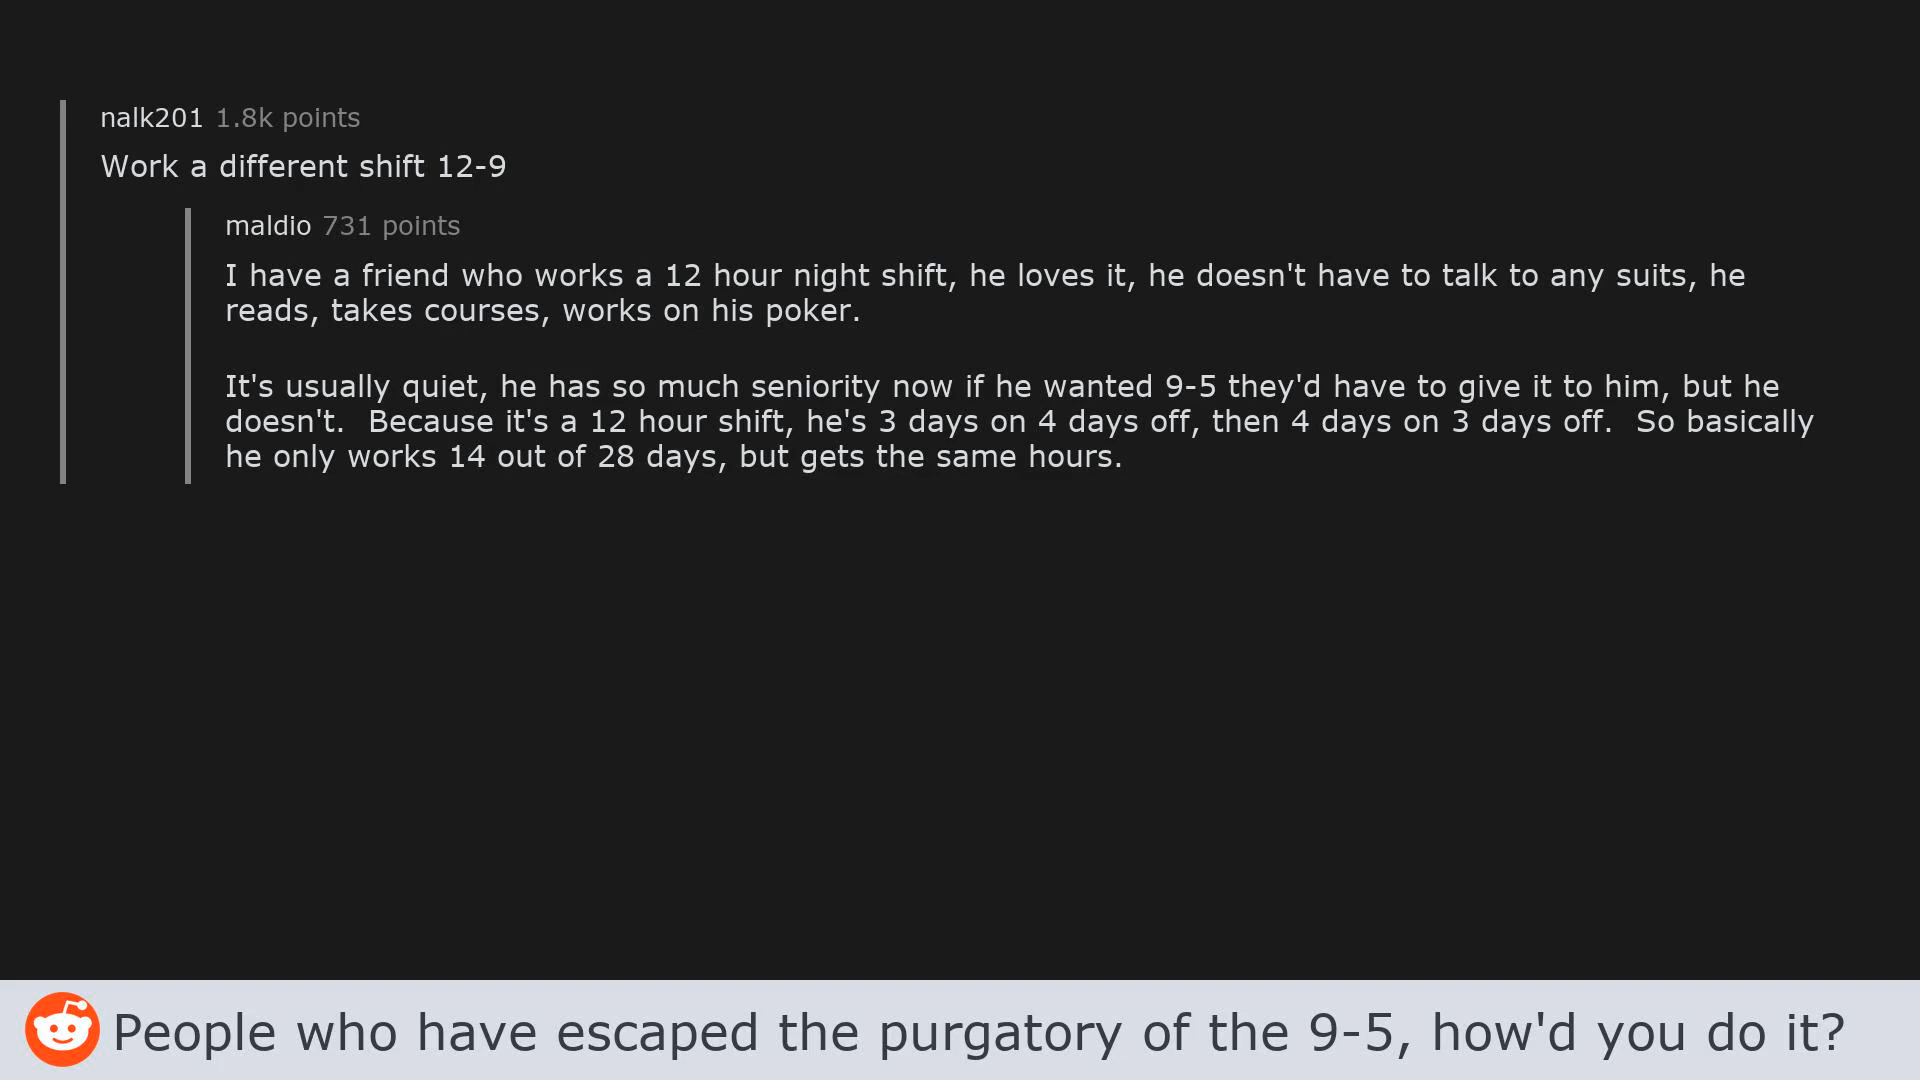 nalk201 1.8k points
Work a different shift 12-9
maldio 731 points
I have a friend who works a 12 hour night shift, he loves it, he doesn't have to talk to any suits, he
reads, takes courses, works on his poker.
It's usually quiet, he has so much seniority now if he wanted 9-5 they'd have to give it to him, but he
doesn't.  Because it's a 12 hour shift, he's 3 days on 4 days off, then 4 days on 3 days off.  So basically
he only works 14 out of 28 days, but gets the same hours.
People who have escaped the purgatory of the 9-5, how'd you do it?